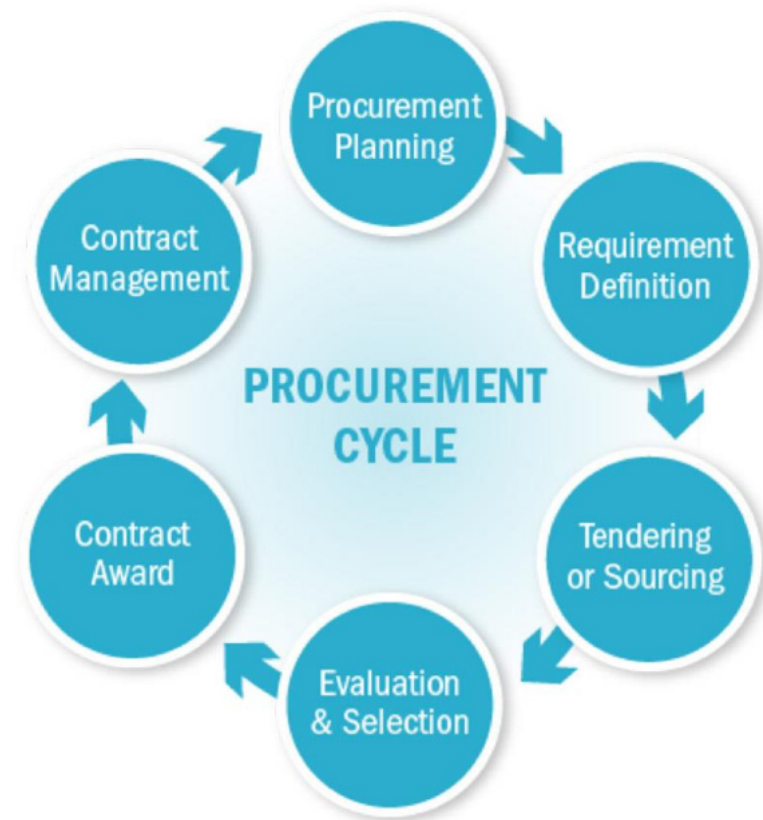 Procurement
Planning
Requirement
Definition
Tendering
or Sourcing
Evaluation
& Selection
Contract
Award
Contract
Management
PROCUREMENT
CYCLE